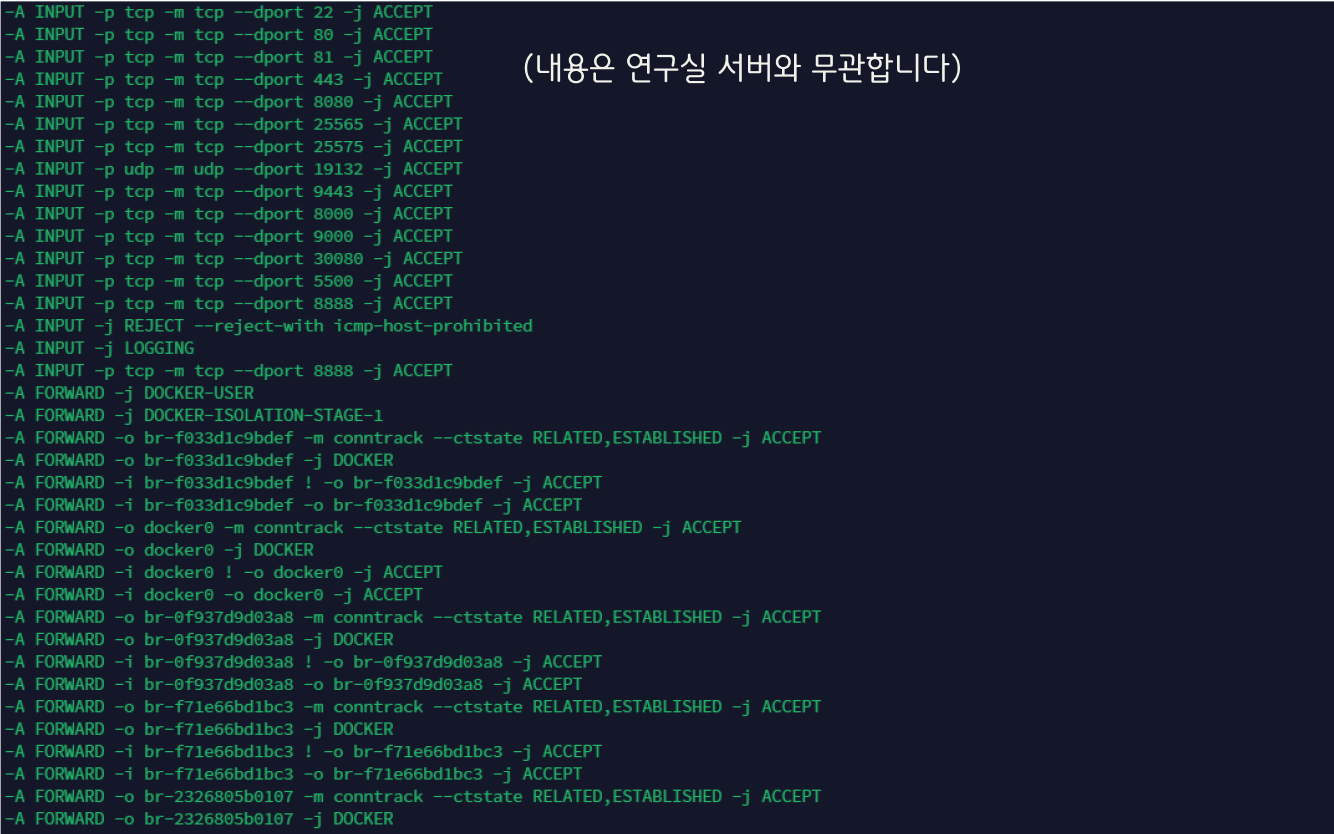 -A INPUT -p tcp -m tcp --dport 22 -j ACCEPT
-A INPUT -p tcp -m tcp --dport 80 -j ACCEPT
-A INPUT -p tcp -m tcp --dport 81 -j ACCEPT
(내용은 연구실 서버와 무관합니다)
-A INPUT -p tcp -m tcp --dport 443 -j ACCEPT
-A INPUT -p tcp -m tcp --dport 8080 -j ACCEPT
-A INPUT -p tcp -m tcp --dport 25565 -j ACCEPT
-A INPUT -p tcp -m tcp --dport 25575 -j ACCEPT
-A INPUT -p udp -m udp --dport 19132 -j ACCEPT
-A INPUT -p tcp -m tcp --dport 9443 -j ACCEPT
-A INPUT -p tcp -m tcp --dport 8000 -j ACCEPT
-A INPUT -p tcp -m tcp --dport 9000 -j ACCEPT
-A INPUT -p tcp -m tcp --dport 30080 -j ACCEPT
-A INPUT -p tcp -m tcp --dport 5500 -j ACCEPT
-A INPUT -p tcp -m tcp --dport 8888 -j ACCEPT
-A INPUT -j REJECT --reject-with icmp-host-prohibited
-A INPUT -j LOGGING
-A INPUT -p tcp -m tcp --dport 8888 -j ACCEPT
-A FORWARD -j DOCKER-USER
-A FORWARD -j DOCKER-ISOLATION-STAGE-1
-A FORWARD -o br-f033d1c9bdef -m conntrack --ctstate RELATED,ESTABLISHED -j ACCEPT
-A FORWARD -o br-f033d1c9bdef -j DOCKER
-A FORWARD -i br-f033d1c9bdef ! -o br-f033d1c9bdef -j ACCEPT
-A FORWARD -i br-f033d1c9bdef -o br-f033d1c9bdef -j ACCEPT
-A FORWARD -o docker0 -m conntrack --ctstate RELATED,ESTABLISHED -j ACCEPT
-A FORWARD -o docker0 -j DOCKER
-A FORWARD -i docker0 ! -o docker0 -j ACCEPT
-A FORWARD -i docker0 -o docker0 -j ACCEPT
-A FORWARD -o br-0f937d9d03a8 -m conntrack --ctstate RELATED,ESTABLISHED -j ACCEPT
-A FORWARD -o br-0f937d9d03a8 -j DOCKER
-A FORWARD -i br-0f937d9d03a8 ! -o br-0f937d9d03a8 -j ACCEPT
-A FORWARD -i br-0f937d9d03a8 -o br-0f937d9d03a8 -j ACCEPT
-A FORWARD -o br-f71e66bd1bc3 -m conntrack --ctstate RELATED,ESTABLISHED -j ACCEPT
-A FORWARD -o br-f71e66bd1bc3 -j DOCKER
-A FORWARD -i br-f71e66bd1bc3 ! -o br-f71e66bd1bc3 -j ACCEPT
-A FORWARD -i br-f71e66bd1bc3 -o br-f71e66bd1bc3 -j ACCEPT
-A FORWARD -o br-2326805b0107 -m conntrack --ctstate RELATED,ESTABLISHED -j ACCEPT
-A FORWARD -o br-2326805b0107 -j DOCKER